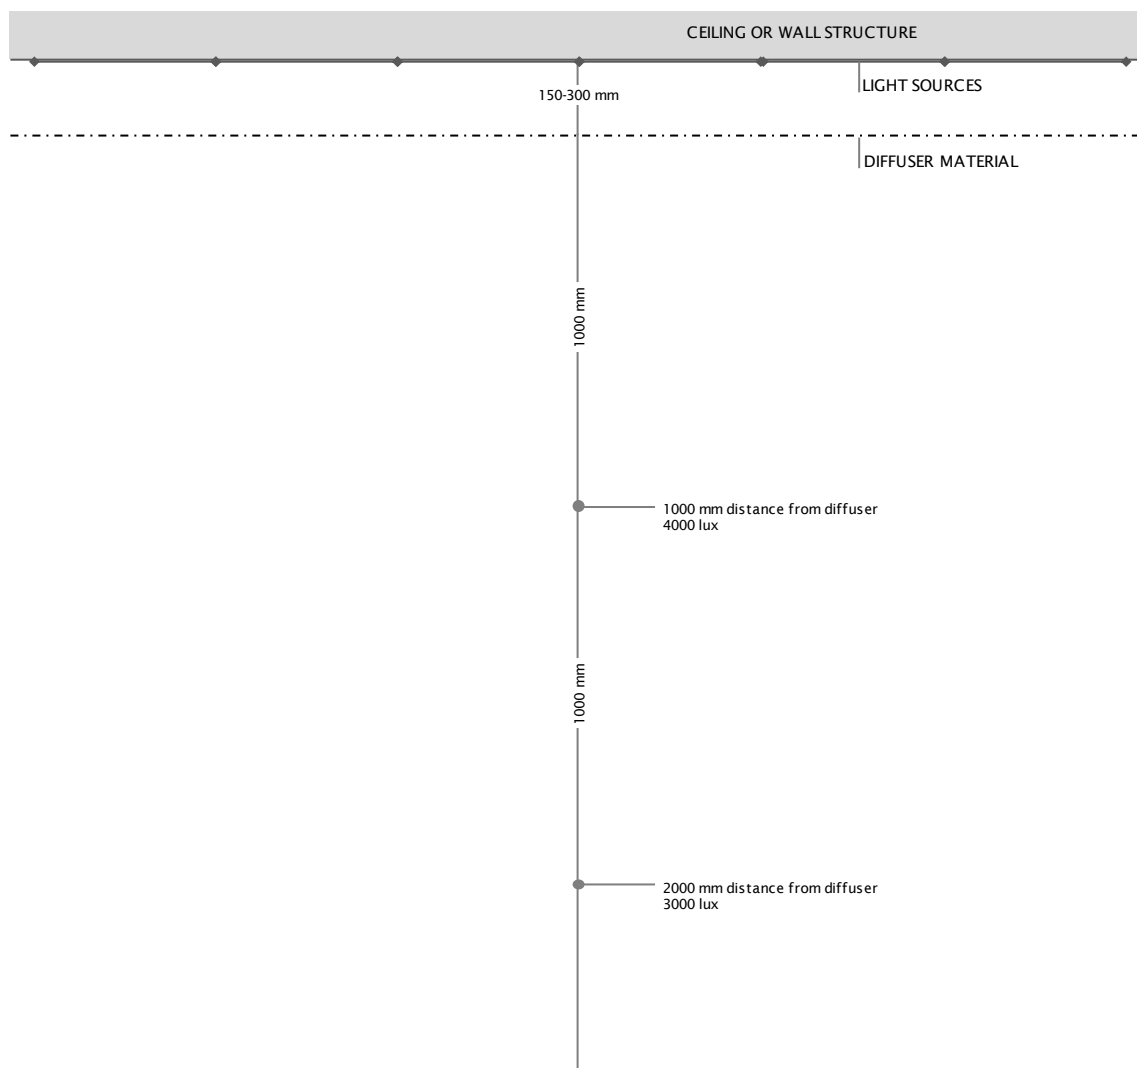 CEILING OR WALL STRUCTURE
LIGHT SOURCES
150-300 mm
DIFFUSER MATERIAL
1000 mm
1000 mm distance from diffuser
4000 lux
1000 mm
2000 mm distance from diffuser
3000 lux